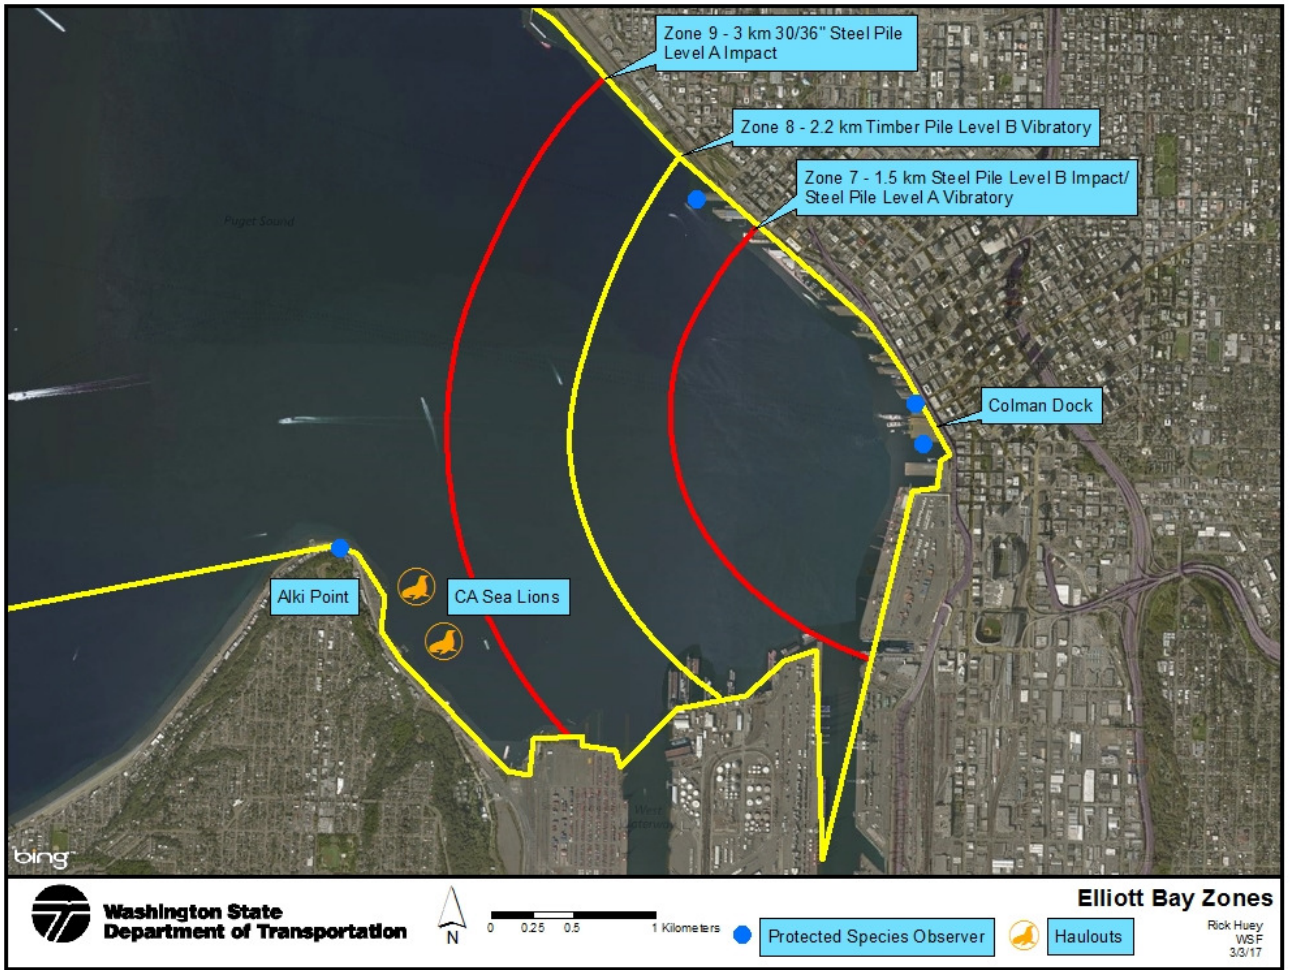 Zone 9 - 3 km 30/36" Steel Pile
Level A Impact
Zone 8 - 2.2 km Timber Pile Level B Vibratory
Zone 7 - 1.5 km Steel Pile Level B Impact/
Steel Pile Level A Vibratory
Puget Sound
Colman Dock
Alki Point
CA Sea Lions
West
Waterway
bing
Washington State
Department of Transportation
N
0 0.25 0.5 1 Kilometers
Protected Species Observer
Haulouts
Elliott Bay Zones
Rick Huey
WSF
3/3/17